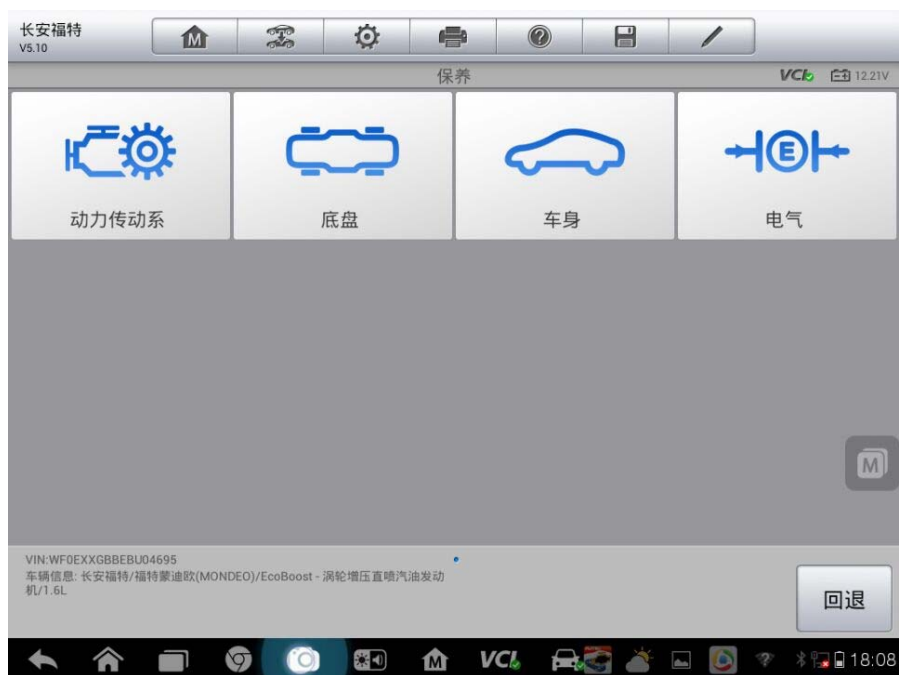 长安福特
V5.10
M
保养
VCI
12.21V
E
动力传动系
底盘
车身
电气
M
VIN:WF0EXXGBBEBU04695
车辆信息: 长安福特/福特蒙迪欧(MONDEO)/EcoBoost - 涡轮增压直喷汽油发动
机/1.6L
回退
M
VCI
18:08